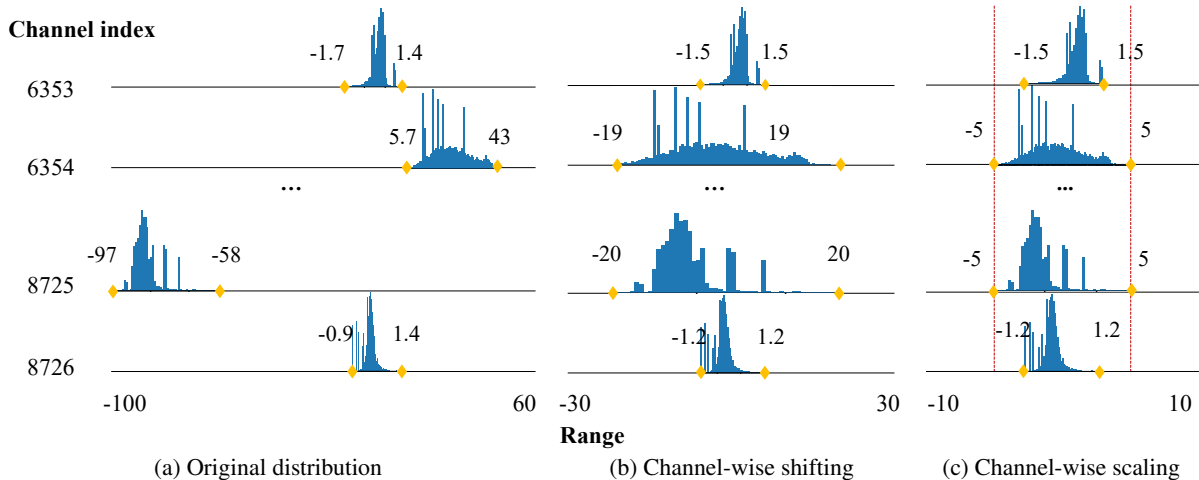 Channel index
-1.7 1.4 -1.5 1.5 -1.5 1.5
6353
5.7 43 -19 19 -5 5
6354
... ... ...
-97 -58 -20 20 -5 5
8725
-0.9 1.4 -1.2 1.2 -1.2 1.2
8726
-100 60 -30 30 -10 10
Range
(a) Original distribution (b) Channel-wise shifting (c) Channel-wise scaling